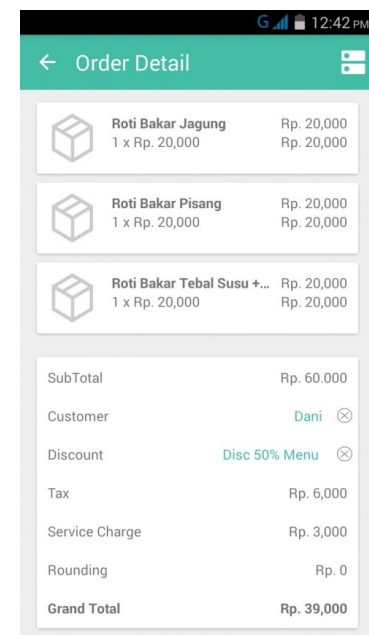 G 12:42 PM
Order Detail
Roti Bakar Jagung Rp. 20,000
1 x Rp. 20,000 Rp. 20,000
Roti Bakar Pisang Rp. 20,000
1 x Rp. 20,000 Rp. 20,000
Roti Bakar Tebal Susu +... Rp. 20,000
1 x Rp. 20,000 Rp. 20,000
SubTotal Rp. 60.000
Customer Dani
Discount Disc 50% Menu
Tax Rp. 6,000
Service Charge Rp. 3,000
Rounding Rp. 0
Grand Total Rp. 39,000